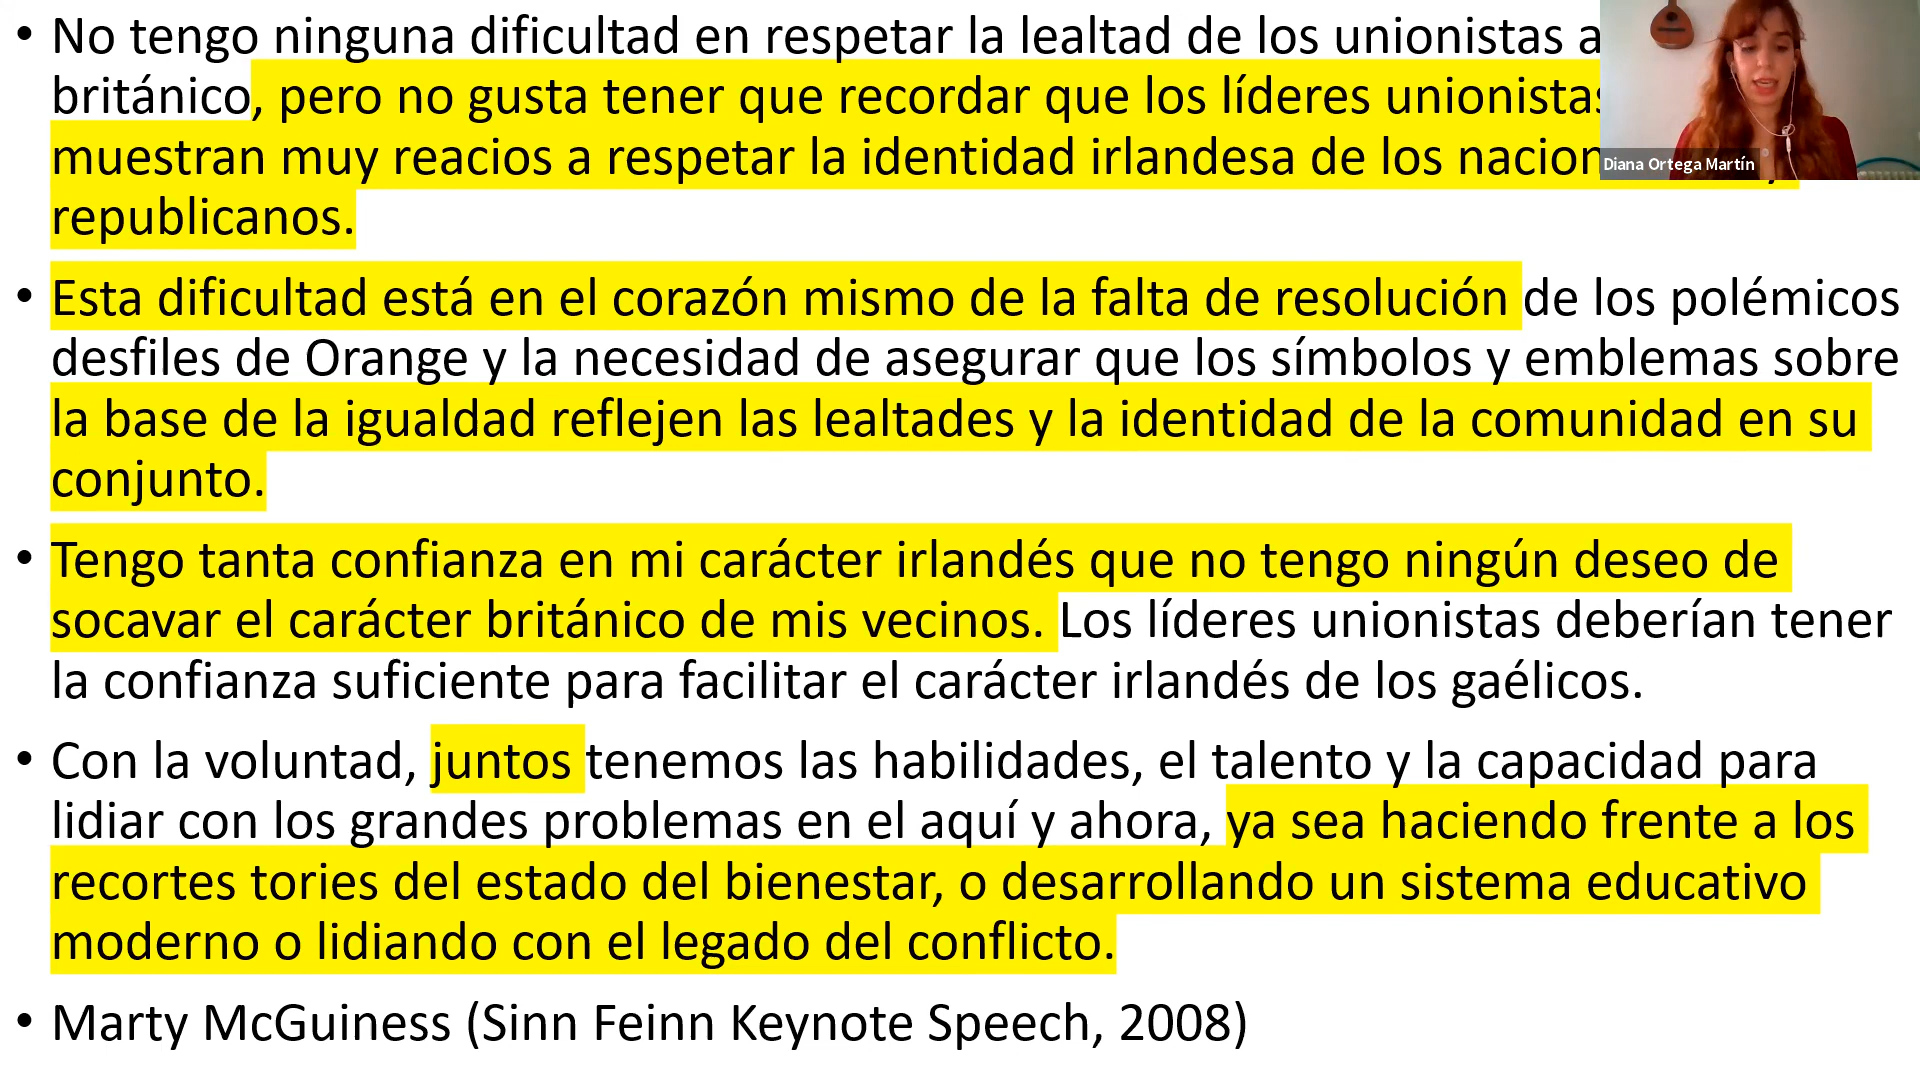 • No tengo ninguna dificultad en respetar la lealtad de los unionistas a
británico, pero no gusta tener que recordar que los líderes unionistas
muestran muy reacios a respetar la identidad irlandesa de los
republicanos.
• Esta dificultad está en el corazón mismo de la falta de resolución de los polémicos
desfiles de Orange y la necesidad de asegurar que los símbolos y emblemas sobre
la base de la igualdad reflejen las lealtades y la identidad de la comunidad en su
conjunto.
• Tengo tanta confianza en mi carácter irlandés que no tengo ningún deseo de
socavar el carácter británico de mis vecinos. Los líderes unionistas deberían tener
la confianza suficiente para facilitar el carácter irlandés de los gaélicos.
• Con la voluntad, juntos tenemos las habilidades, el talento y la capacidad para
lidiar con los grandes problemas en el aquí y ahora, ya sea haciendo frente a los
recortes tories del estado del bienestar, o desarrollando un sistema educativo
moderno o lidiando con el legado del conflicto.
• Marty McGuiness (Sinn Feinn Keynote Speech, 2008)
Diana Ortega Martín